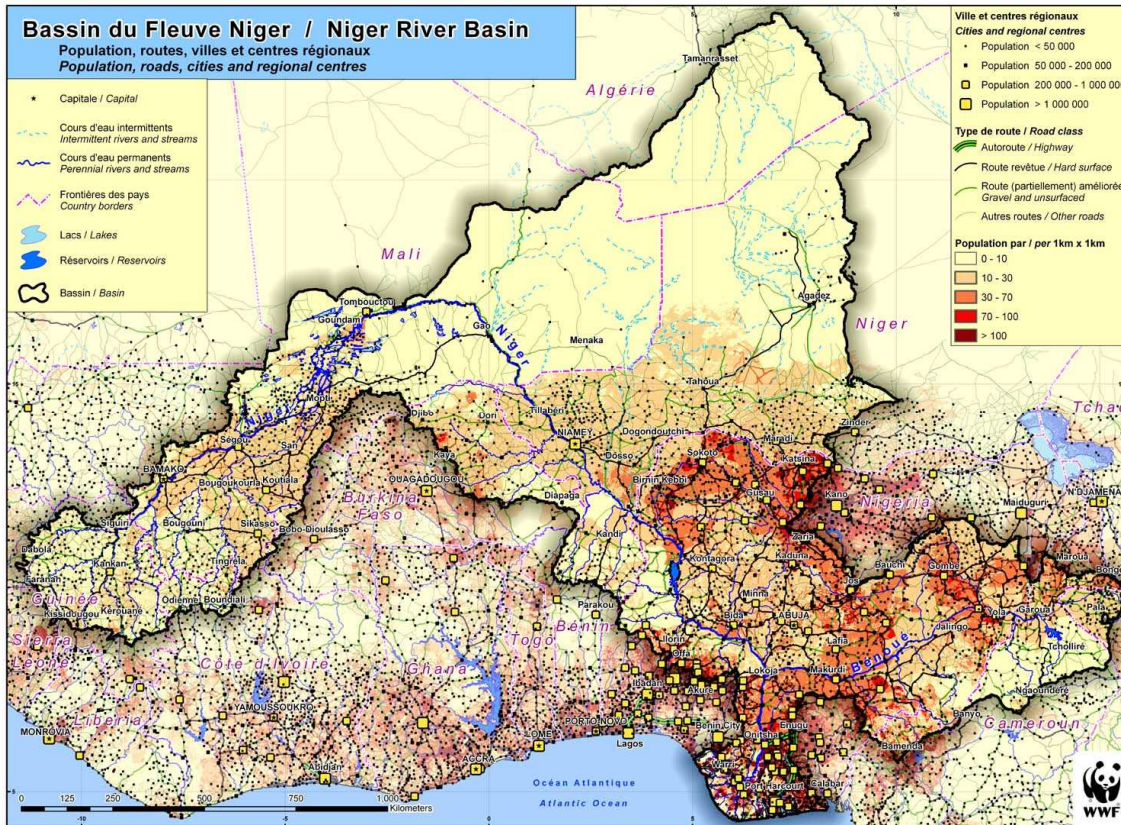 Bassin du Fleuve Niger / Niger River Basin
Population, routes, villes et centres régionaux
Population, roads, cities and regional centres
Capitale / Capital
Cours d'eau intermittents
Intermittent rivers and streams
Cours d'eau permanents
Perennial rivers and streams
Frontières des pays
Country borders
Lacs / Lakes
Réservoirs / Reservoirs
Bassin / Basin
Ville et centres régionaux
Cities and regional centres
Population < 50 000
Population 50 000 - 200 000
Population 200 000 - 1 000 000
Population > 1 000 000
Type de route / Road class
Autoroute / Highway
Route revêtue / Hard surface
Route (partiellement) améliorée
Gravel and unsurfaced
Autres routes / Other roads
Population par / per 1km x 1km
0 - 10
10 - 30
30 - 70
70 - 100
> 100
Tamanrasset
Algérie
Mali
Tombouctou
Goundam
Gao
Niger
Menaka
Agadez
Niger
Tahoua
Tchad
Mopti
Niger
Ségou
San
Djibo
Dori
Tillabéri
NIAMEY
Dogondoutchi
Dosso
Maradi
Zinder
Sokoto
Katsina
Kaya
OUAGADOUGOU
Birnin Kebbi
Gusau
Kano
Nigeria
Maiduguri
N'DJAMENA
BAMAKO
Bougoukourla
Koutiala
Burkina
Faso
Diapaga
Siguiri
Bougouni
Sikasso
Bobo-Dioulasso
Kandi
Zaria
Kaduna
Maroua
Bongor
Dabola
Kankan
Tingrela
Kontagora
Bauchi
Gombe
Faranah
Guinée
Kissidougou
Kérouané
Odienné
Boundiali
Parakou
Minna
Jos
Yola
Garoua
Pala
Sierra
Leone
Côte d'Ivoire
Ghana
Togo
Bénin
Bida
ABUJA
Lafia
Jalingo
Tcholliré
Ilorin
Offa
Lokoja
Makurdi
Bénoué
Ngaoundéré
Liberia
YAMOUSSOUKRO
Ibadan
Akure
Banyo
Cameroun
MONROVIA
PORTO-NOVO
LOME
Lagos
Benin City
Enugu
Onitsha
Bamenda
Abidjan
ACCRA
Warri
Port Harcourt
Calabar
Océan Atlantique
Atlantic Ocean
0 125 250 500 750 1 000
Kilometers
-10 -5 0 5 10
WWF